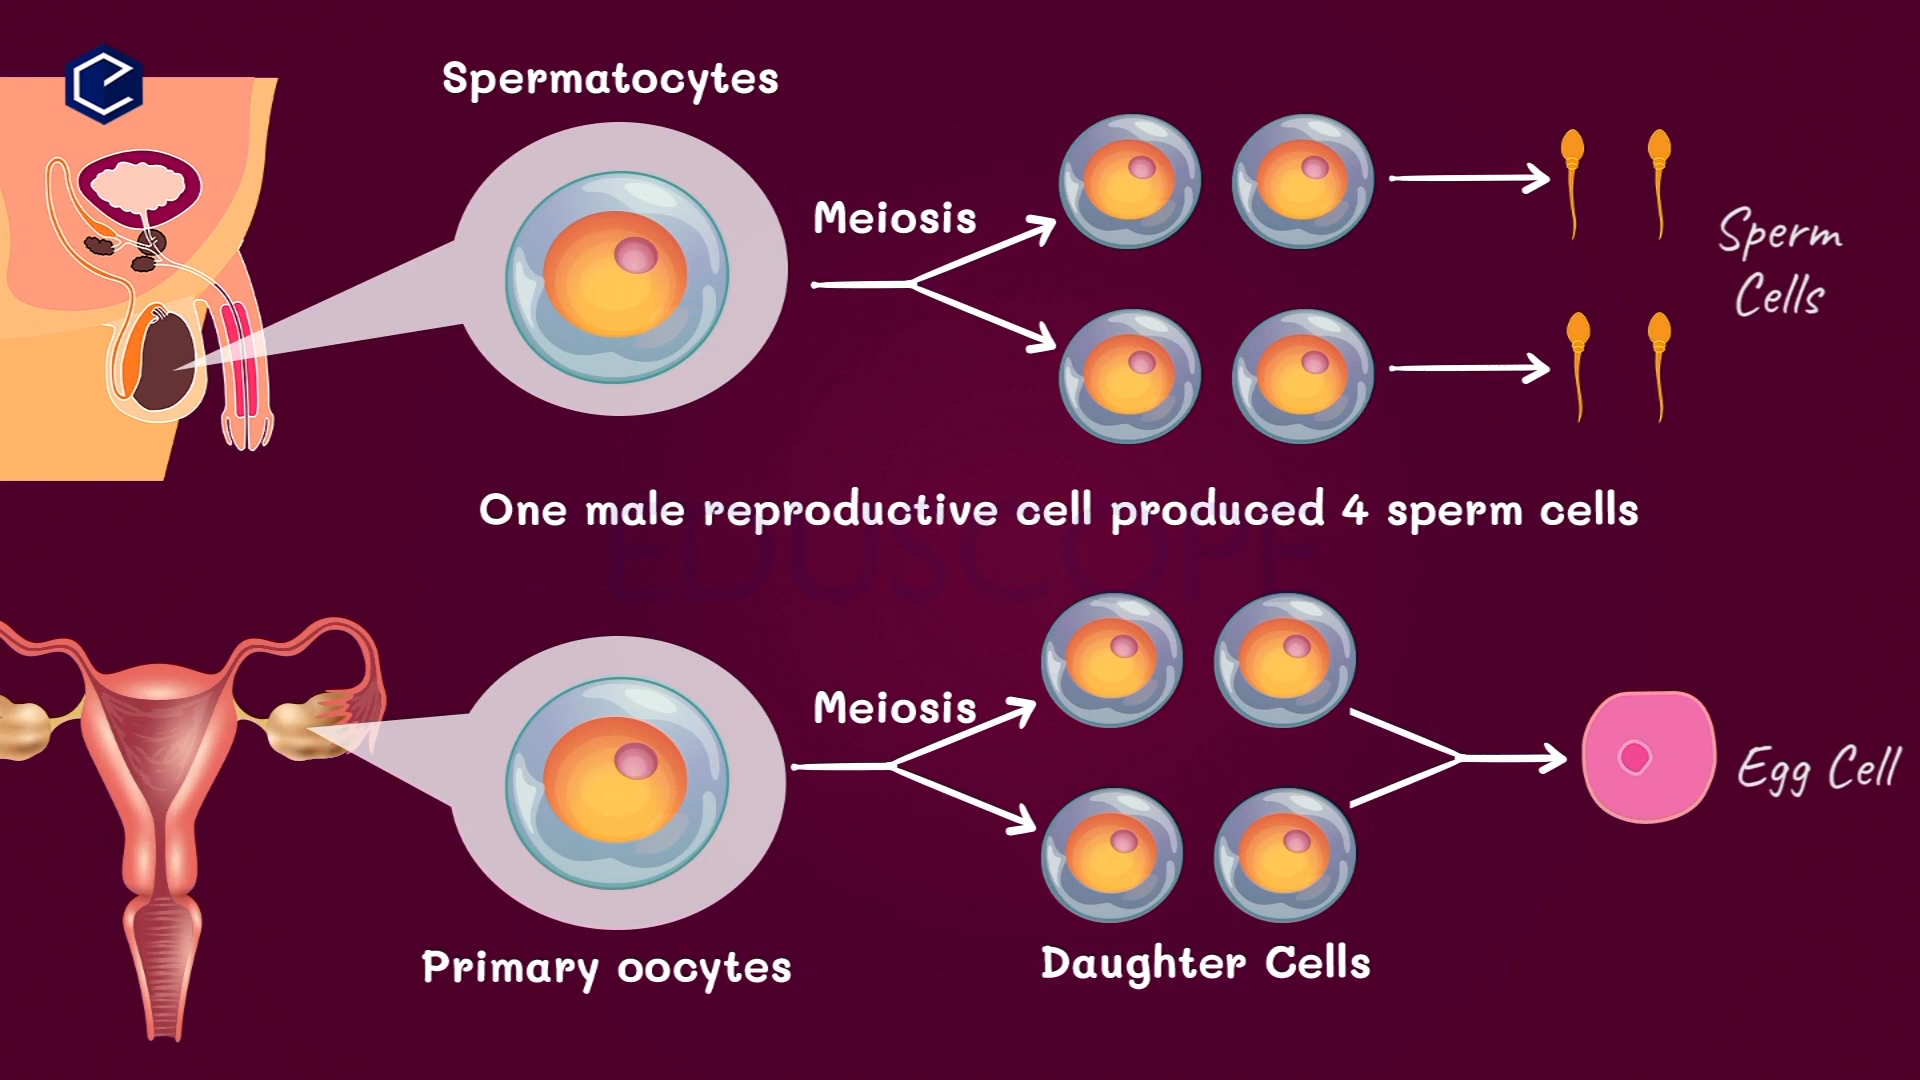 Spermatocytes
Meiosis
Sperm
Cells
One male reproductive cell produced 4 sperm cells
EDUSCOPE
Meiosis
Egg Cell
Primary oocytes
Daughter Cells